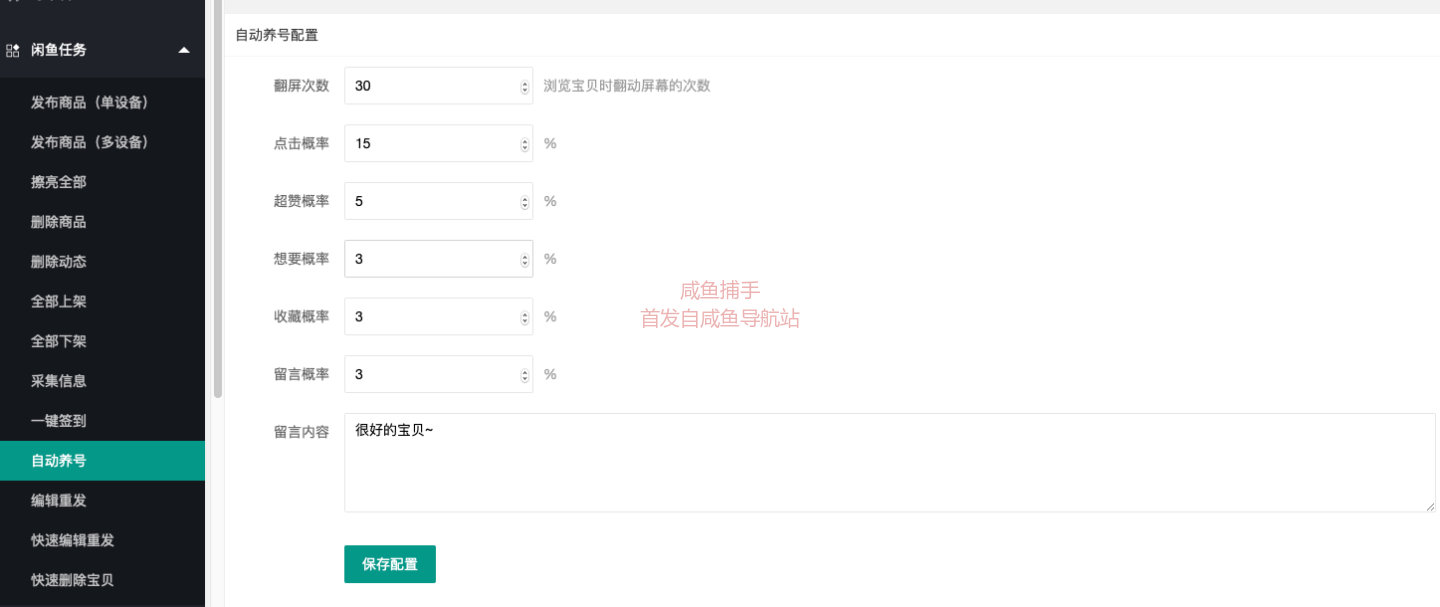 闲鱼任务
发布商品（单设备）
发布商品（多设备）
擦亮全部
删除商品
删除动态
全部上架
全部下架
采集信息
一键签到
自动养号
编辑重发
快速编辑重发
快速删除宝贝
自动养号配置
翻屏次数 30 浏览宝贝时翻动屏幕的次数
点击概率 15 %
超赞概率 5 %
想要概率 3 %
收藏概率 3 %
留言概率 3 %
留言内容 很好的宝贝~
保存配置
咸鱼捕手
首发自咸鱼导航站